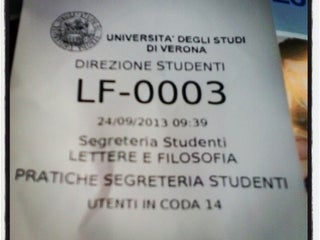 UNIVERSITA' DEGLI STUDI
DI VERONA
DIREZIONE STUDENTI
LF-0003
24/09/2013 09:39
Segreteria Studenti
LETTERE E FILOSOFIA
PRATICHE SEGRETERIA STUDENTI
UTENTI IN CODA 14